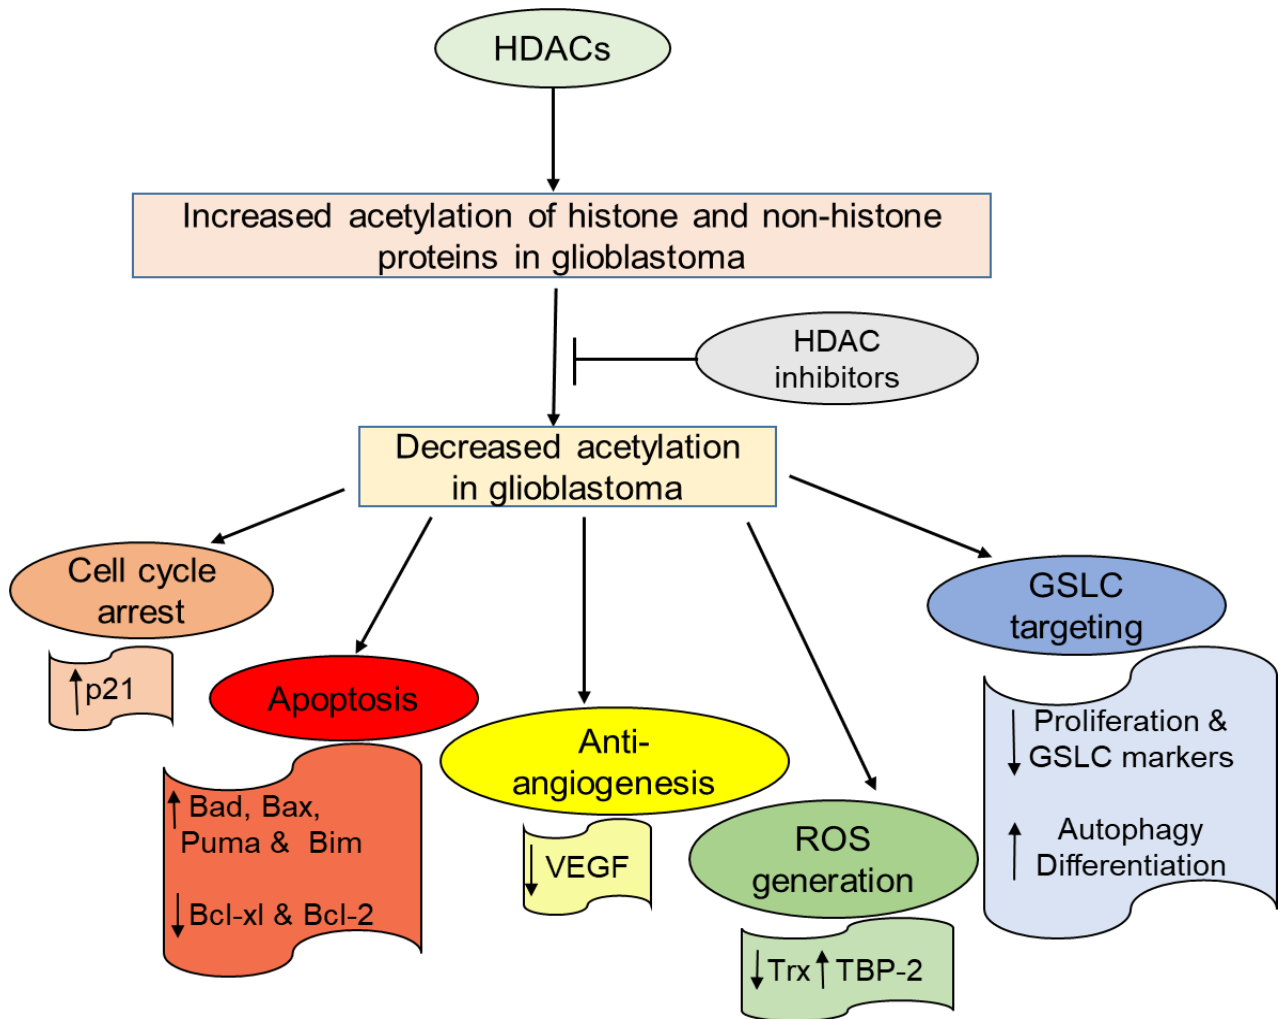 HDACs
Increased acetylation of histone and non-histone
proteins in glioblastoma
HDAC
inhibitors
Decreased acetylation
in glioblastoma
Cell cycle
arrest
p21
Apoptosis
Bad, Bax,
Puma & Bim
Bcl-xl & Bcl-2
Anti-
angiogenesis
VEGF
ROS
generation
Trx TBP-2
GSLC
targeting
Proliferation &
GSLC markers
Autophagy
Differentiation